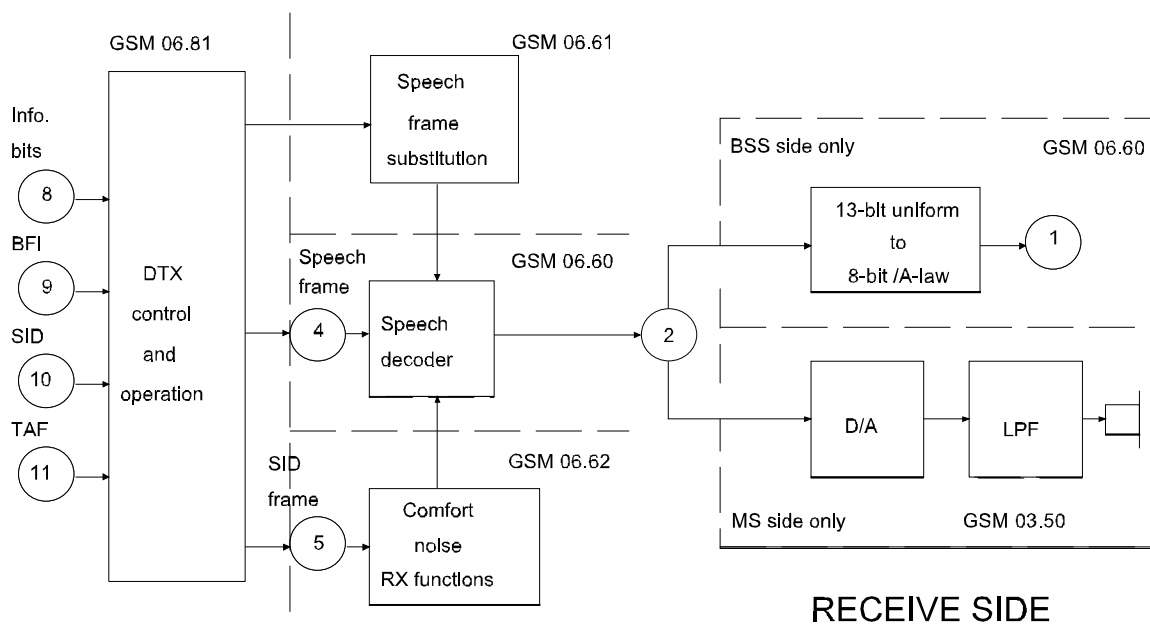 GSM 06.81
GSM 06.61
Speech
frame
substitution
Info.
bits
8
BFI
9
SID
10
TAF
11
DTX
control
and
operation
Speech
frame
4
GSM 06.60
Speech
decoder
SID
frame
5
GSM 06.62
Comfort
noise
RX functions
2
BSS side only
GSM 06.60
13-bit uniform
to
8-bit /A-law
1
D/A
LPF
MS side only
GSM 03.50
RECEIVE SIDE